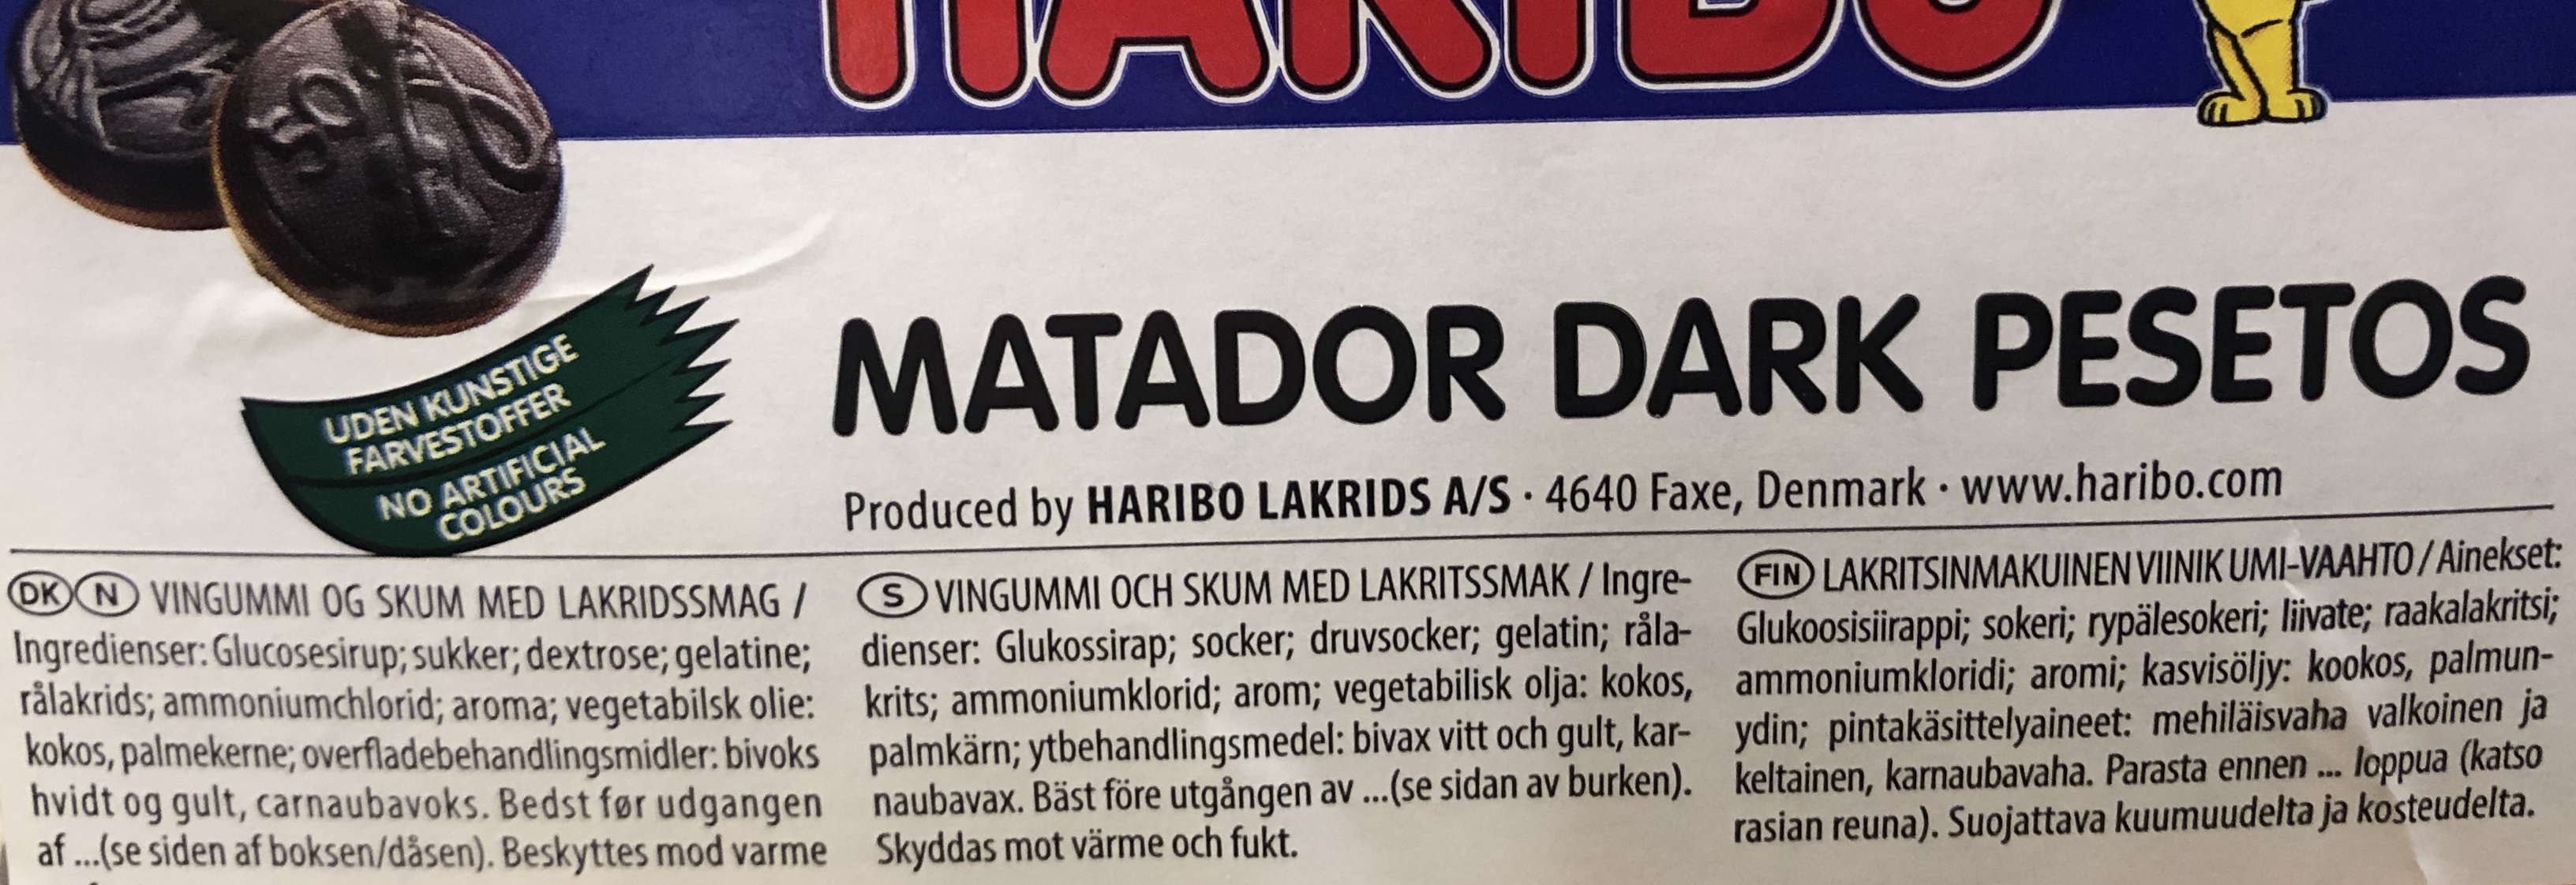 HARIBO
50
UDEN KUNSTIGE
FARVESTOFFER
NO ARTIFICIAL
COLOURS
MATADOR DARK PESETOS
Produced by HARIBO LAKRIDS A/S · 4640 Faxe, Denmark · www.haribo.com
DK N VINGUMMI OG SKUM MED LAKRIDSSMAG /
Ingredienser: Glucosesirup; sukker; dextrose; gelatine;
rålakrids; ammoniumchlorid; aroma; vegetabilsk olie:
kokos, palmekerne; overfladebehandlingsmidler: bivoks
hvidt og gult, carnaubavoks. Bedst før udgangen
af ...(se siden af boksen/dåsen). Beskyttes mod varme
S VINGUMMI OCH SKUM MED LAKRITSSMAK / Ingre-
dienser: Glukossirap; socker; druvsocker; gelatin; råla-
krits; ammoniumklorid; arom; vegetabilisk olja: kokos,
palmkärn; ytbehandlingsmedel: bivax vitt och gult, kar-
naubavax. Bäst före utgången av ...(se sidan av burken).
Skyddas mot värme och fukt.
FIN LAKRITSINMAKUINEN VIINIKUMI-VAAHTO / Ainekset:
Glukoosisiirappi; sokeri; rypälesokeri; liivate; raakalakritsi;
ammoniumkloridi; aromi; kasvisöljy: kookos, palmun-
ydin; pintakäsittelyaineet: mehiläisvaha valkoinen ja
keltainen, karnaubavaha. Parasta ennen ... loppua (katso
rasian reuna). Suojattava kuumuudelta ja kosteudelta.